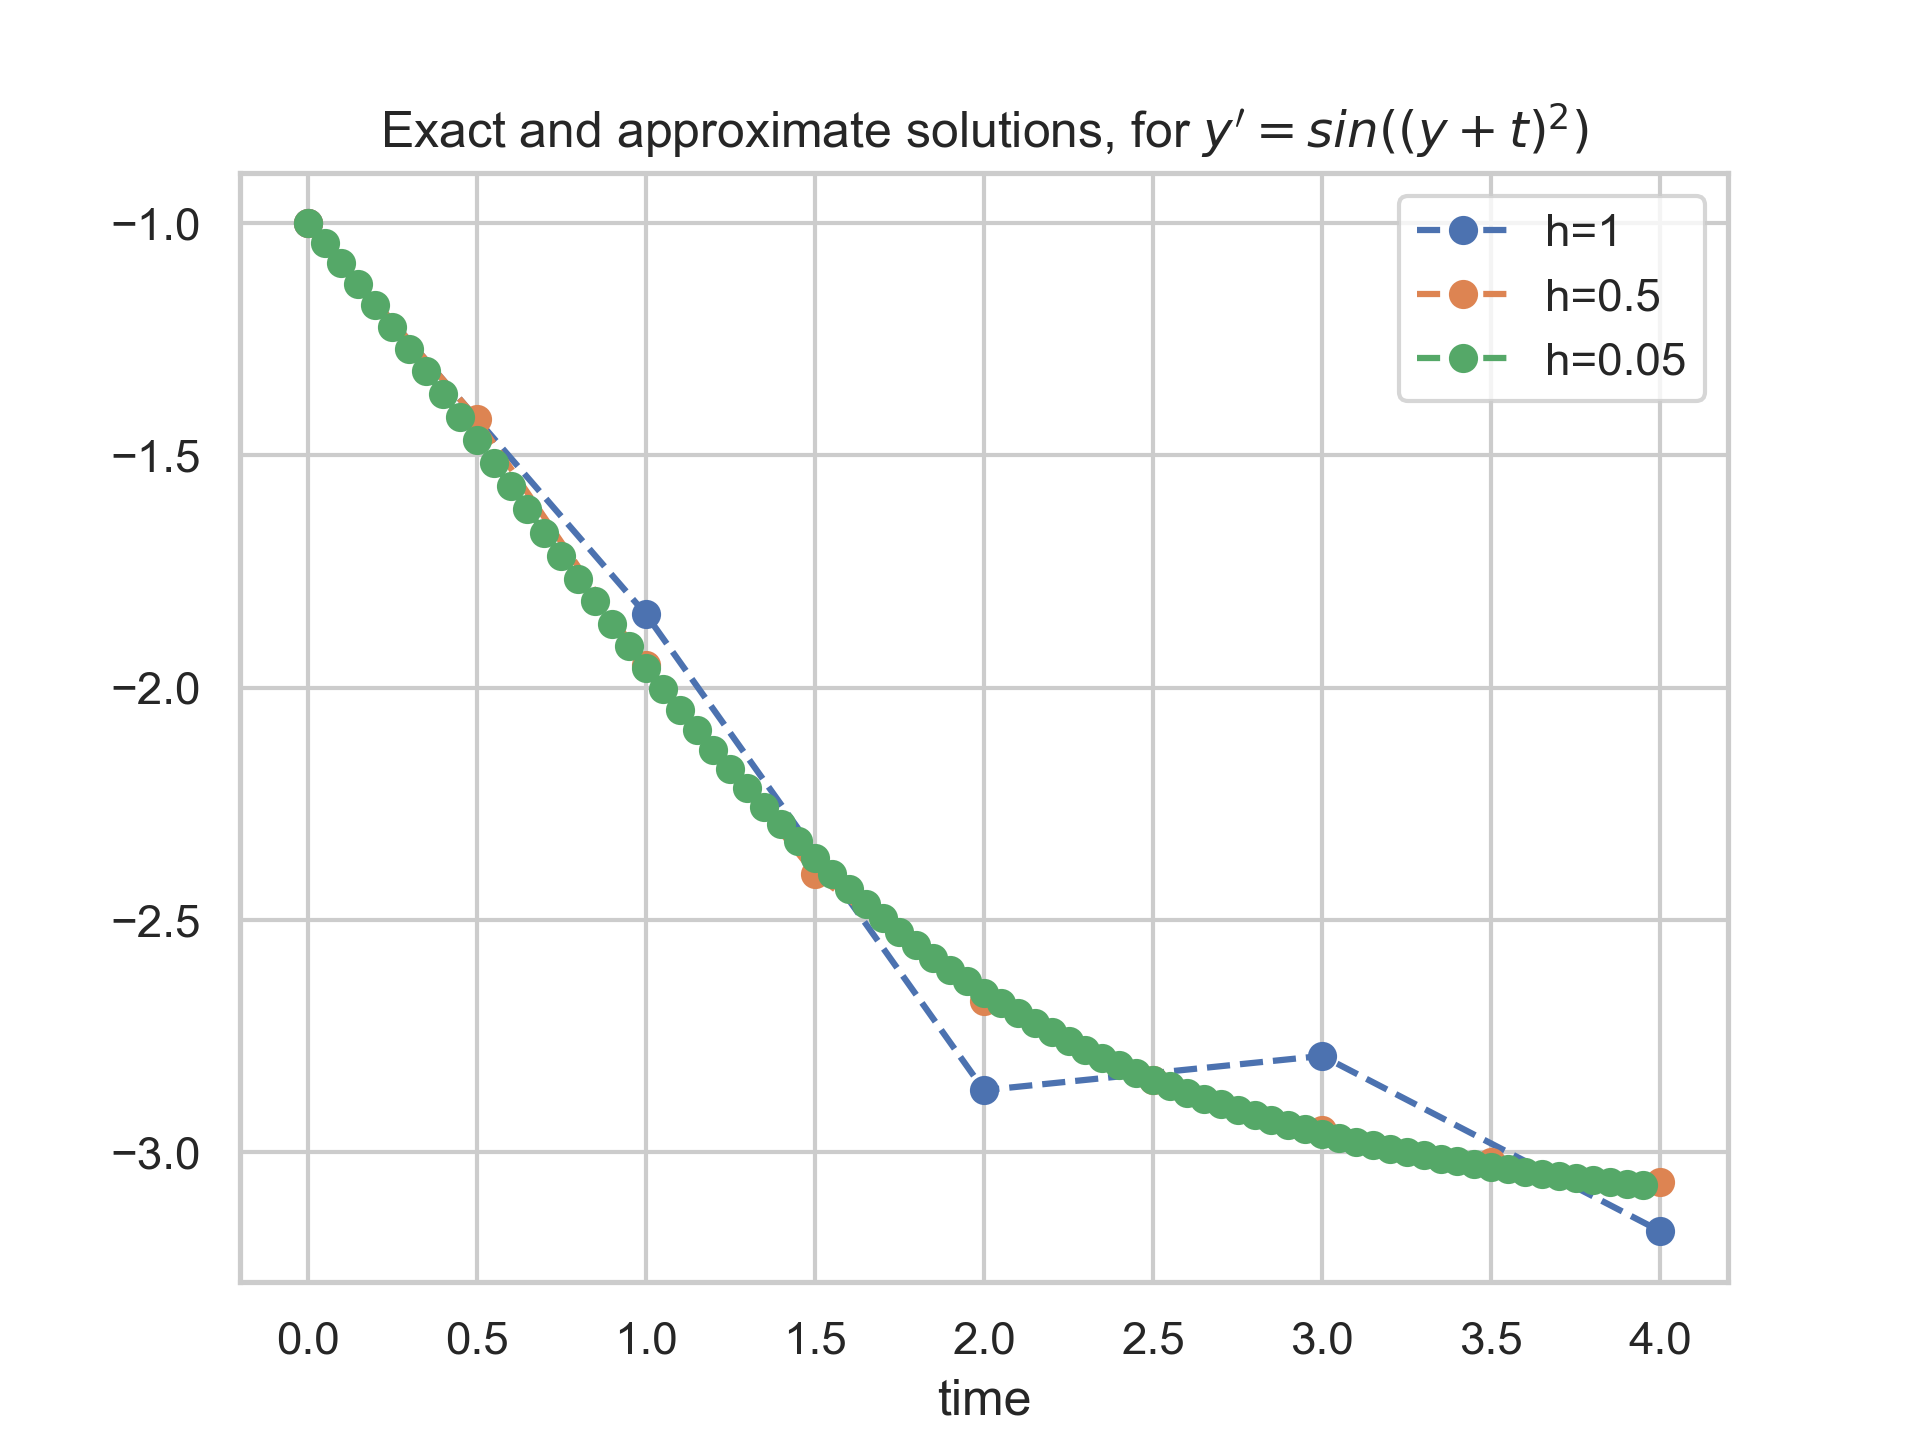 Exact and approximate solutions, for y′ = sin((y + t)²)
−1.0
−1.5
−2.0
−2.5
−3.0
h=1
h=0.5
h=0.05
0.0 0.5 1.0 1.5 2.0 2.5 3.0 3.5 4.0
time